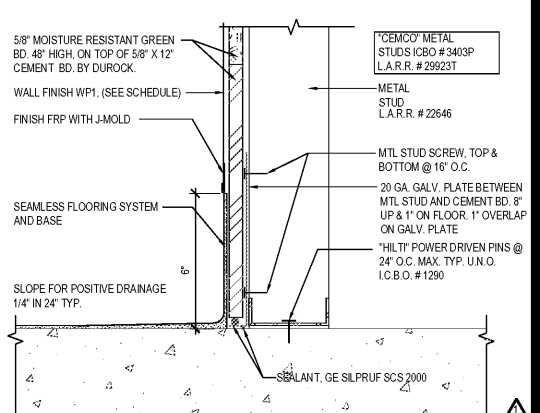 5/8" MOISTURE RESISTANT GREEN
BD. 48" HIGH, ON TOP OF 5/8" X 12"
CEMENT BD. BY DUROCK.
WALL FINISH WP1, (SEE SCHEDULE)
FINISH FRP WITH J-MOLD
SEAMLESS FLOORING SYSTEM
AND BASE
6"
SLOPE FOR POSITIVE DRAINAGE
1/4" IN 24" TYP.
"CEMCO" METAL
STUDS ICBO # 3403P
L.A.R.R. # 29923T
METAL
STUD
L.A.R.R. # 22646
MTL STUD SCREW, TOP &
BOTTOM @ 16" O.C.
20 GA. GALV. PLATE BETWEEN
MTL STUD AND CEMENT BD. 8"
UP & 1" ON FLOOR. 1" OVERLAP
ON GALV. PLATE
"HILTI" POWER DRIVEN PINS @
24" O.C. MAX. TYP. U.N.O.
I.C.B.O. # 1290
SEALANT, GE SILPRUF SCS 2000